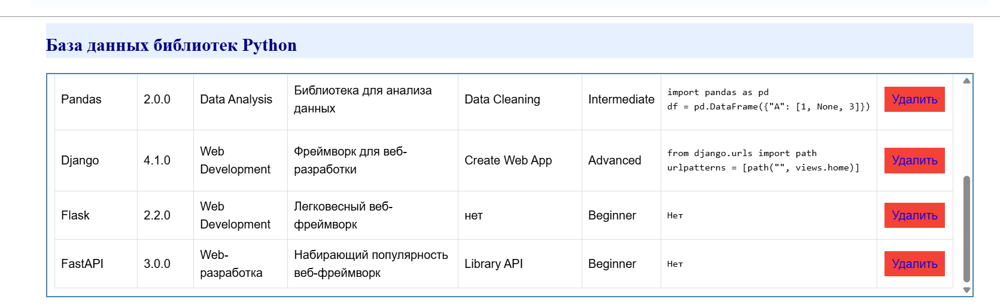 База данных библиотек Python
Pandas
2.0.0
Data Analysis
Библиотека для анализа
данных
Data Cleaning
Intermediate
import pandas as pd
df = pd.DataFrame({"A": [1, None, 3]})
Удалить
Django
4.1.0
Web
Development
Фреймворк для веб-
разработки
Create Web App
Advanced
from django.urls import path
urlpatterns = [path("", views.home)]
Удалить
Flask
2.2.0
Web
Development
Легковесный веб-
фреймворк
нет
Beginner
Нет
Удалить
FastAPI
3.0.0
Web-
разработка
Набирающий популярность
веб-фреймворк
Library API
Beginner
Нет
Удалить